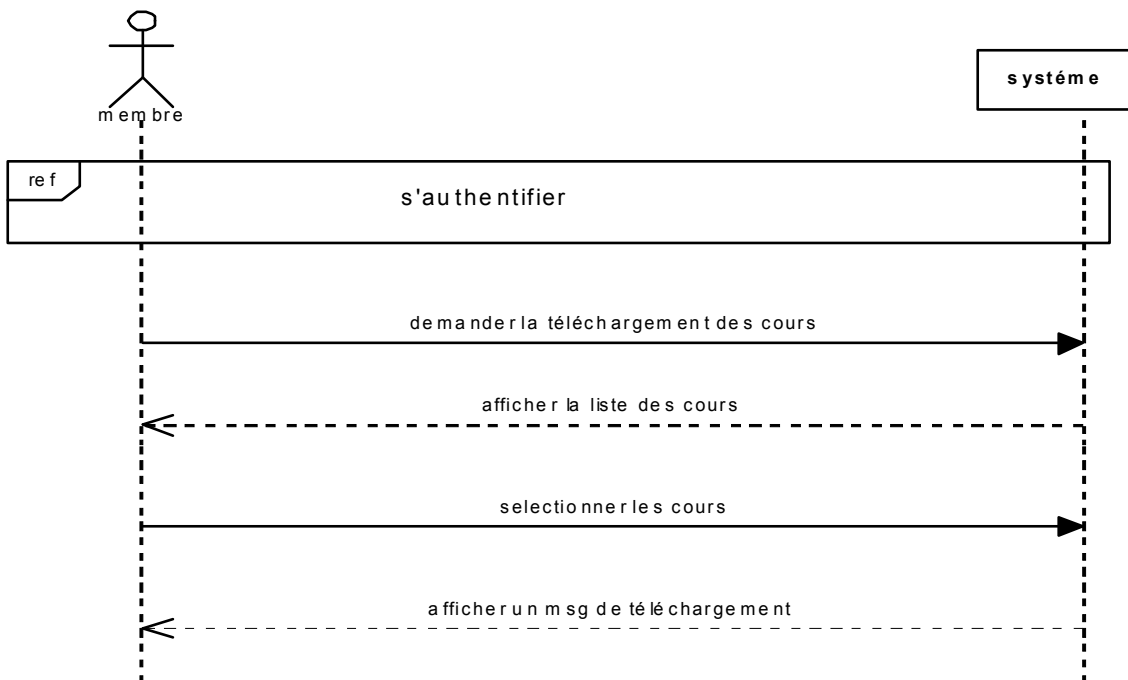 membre
systéme
ref
s'authentifier
demander la téléchargement des cours
afficher la liste des cours
selectionner les cours
afficher un msg de téléchargement